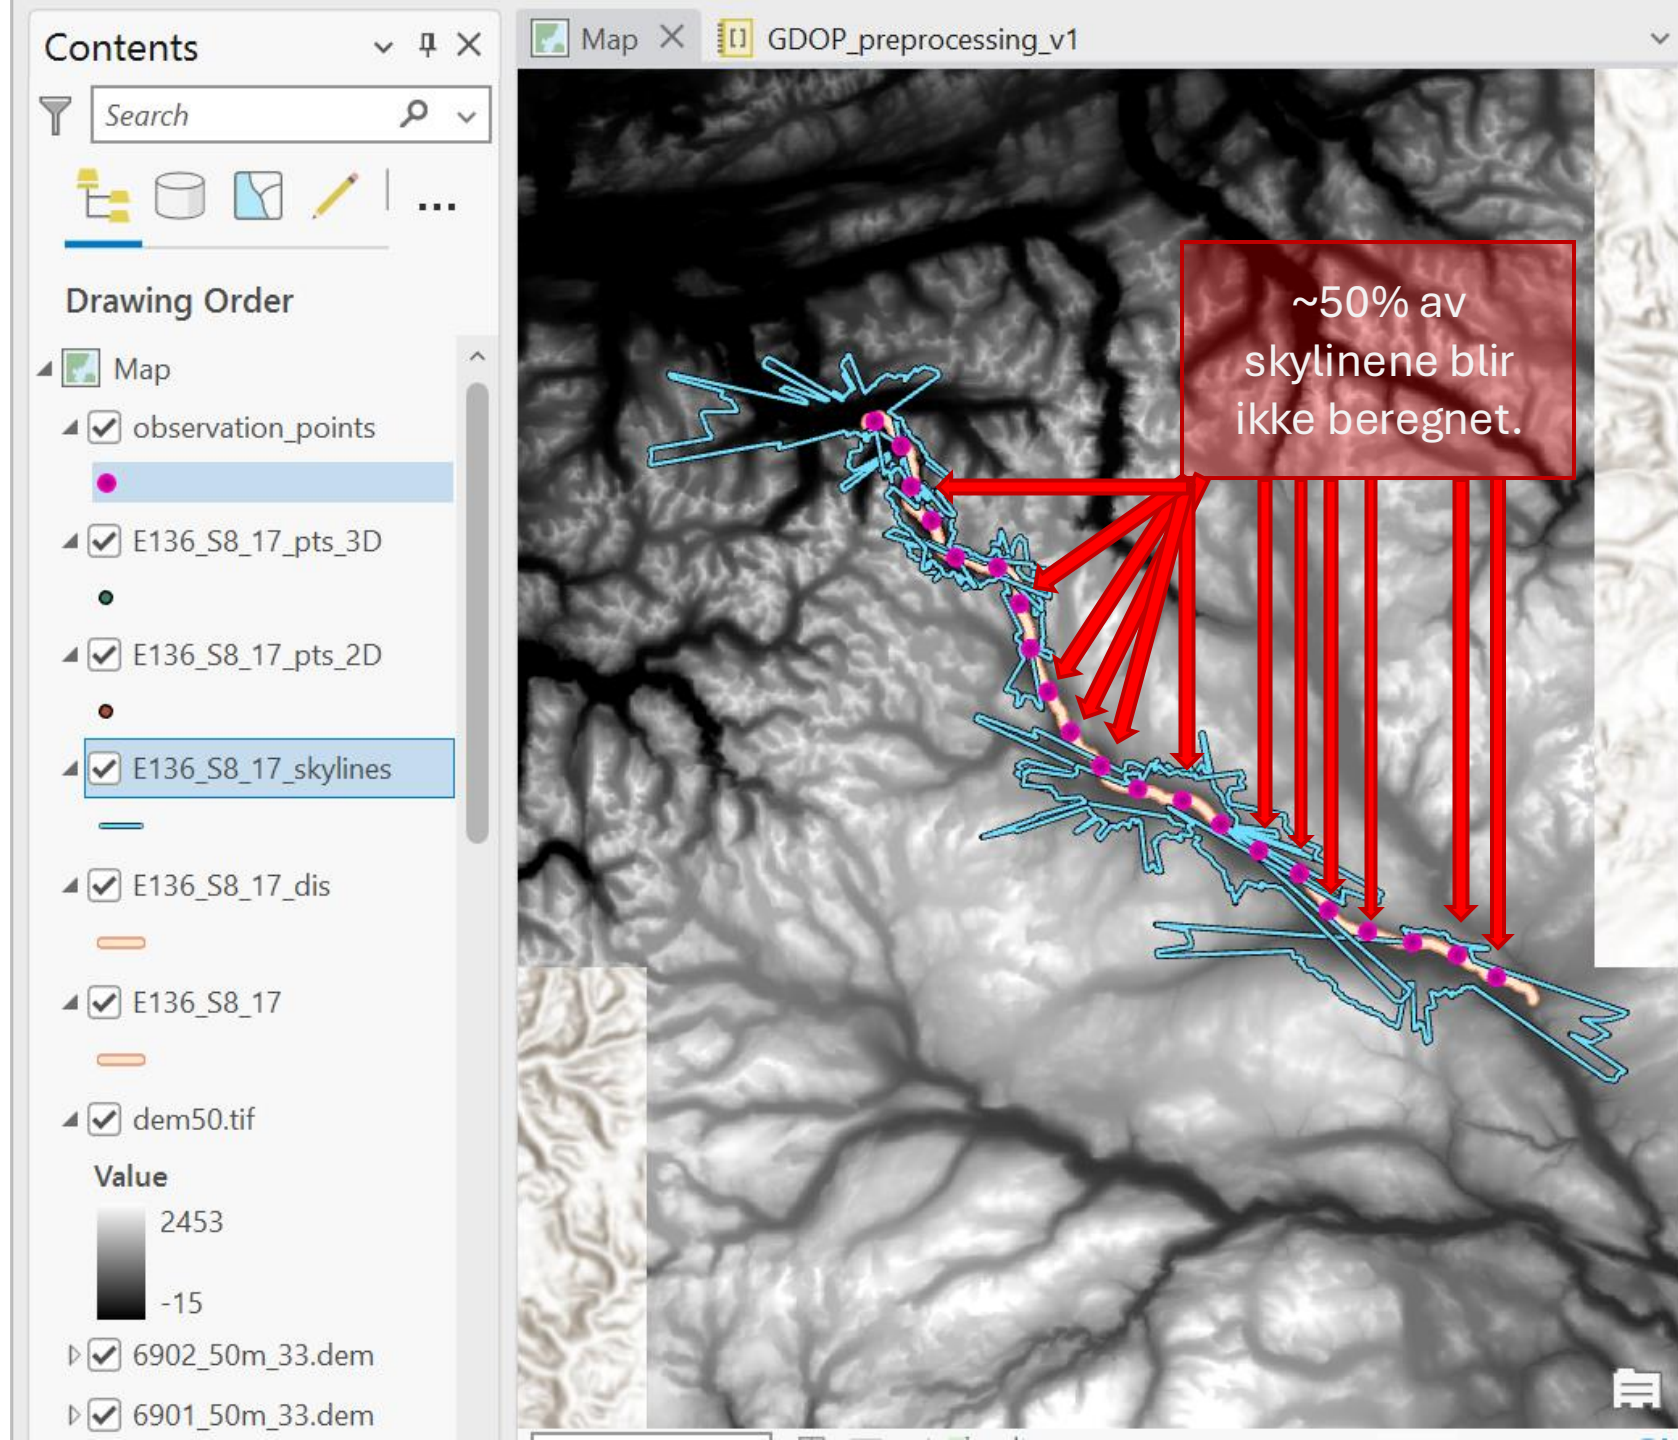 Contents
Search
Drawing Order
Map
observation_points
E136_S8_17_pts_3D
E136_S8_17_pts_2D
E136_S8_17_skylines
E136_S8_17_dis
E136_S8_17
dem50.tif
Value
2453
-15
6902_50m_33.dem
6901_50m_33.dem
Map
GDOP_preprocessing_v1
~50% av
skylinene blir
ikke beregnet.